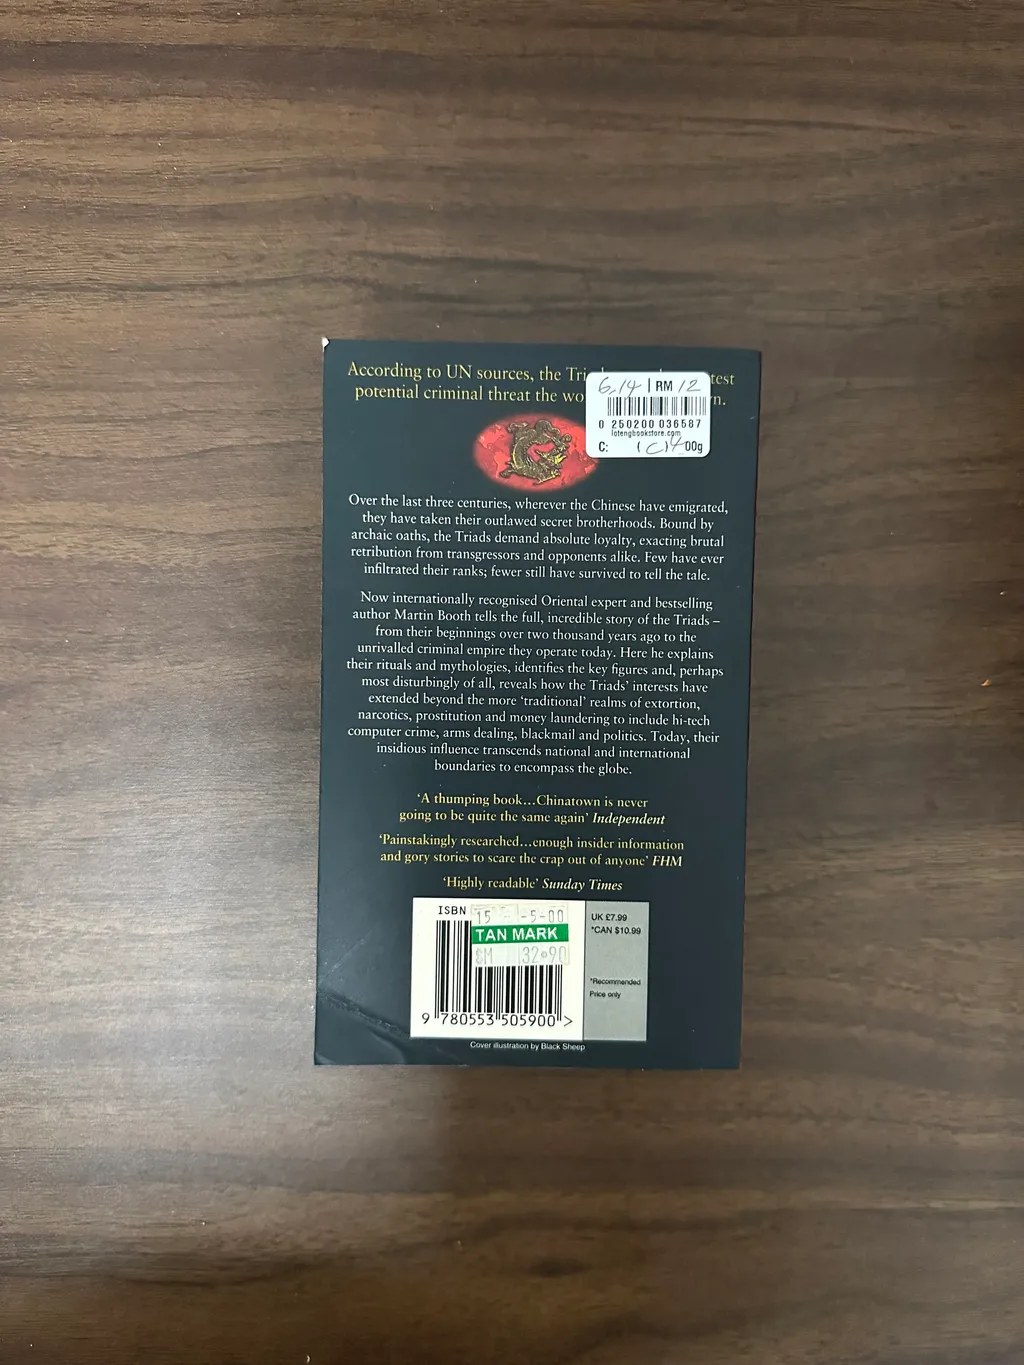 According to UN sources, the Tri
test
potential criminal threat the wo
n.
6.14 | RM 12
0 250200 036587
lotengbookstore.com
C: 00g
Over the last three centuries, wherever the Chinese have emigrated,
they have taken their outlawed secret brotherhoods. Bound by
archaic oaths, the Triads demand absolute loyalty, exacting brutal
retribution from transgressors and opponents alike. Few have ever
infiltrated their ranks; fewer still have survived to tell the tale.
Now internationally recognised Oriental expert and bestselling
author Martin Booth tells the full, incredible story of the Triads –
from their beginnings over two thousand years ago to the
unrivalled criminal empire they operate today. Here he explains
their rituals and mythologies, identifies the key figures and, perhaps
most disturbingly of all, reveals how the Triads' interests have
extended beyond the more 'traditional' realms of extortion,
narcotics, prostitution and money laundering to include hi-tech
computer crime, arms dealing, blackmail and politics. Today, their
insidious influence transcends national and international
boundaries to encompass the globe.
'A thumping book...Chinatown is never
going to be quite the same again' Independent
'Painstakingly researched...enough insider information
and gory stories to scare the crap out of anyone' FHM
'Highly readable' Sunday Times
ISBN
15 -5-00
TAN MARK
32.90
9 780553 505900 >
UK £7.99
*CAN $10.99
*Recommended
Price only
Cover illustration by Black Sheep